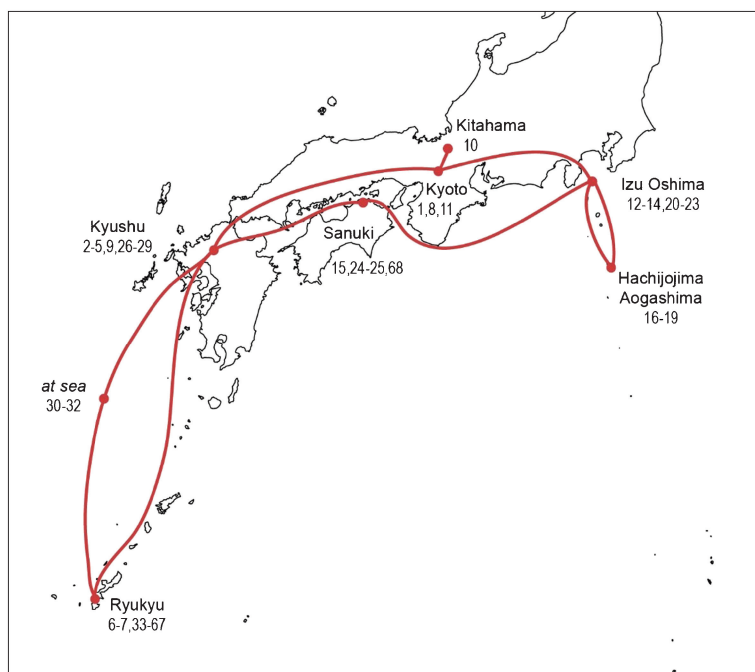 Kitahama
10
Kyoto
1,8,11
Izu Oshima
12-14,20-23
Kyushu
2-5,9,26-29
Sanuki
15,24-25,68
Hachijojima
Aogashima
16-19
at sea
30-32
Ryukyu
6-7,33-67